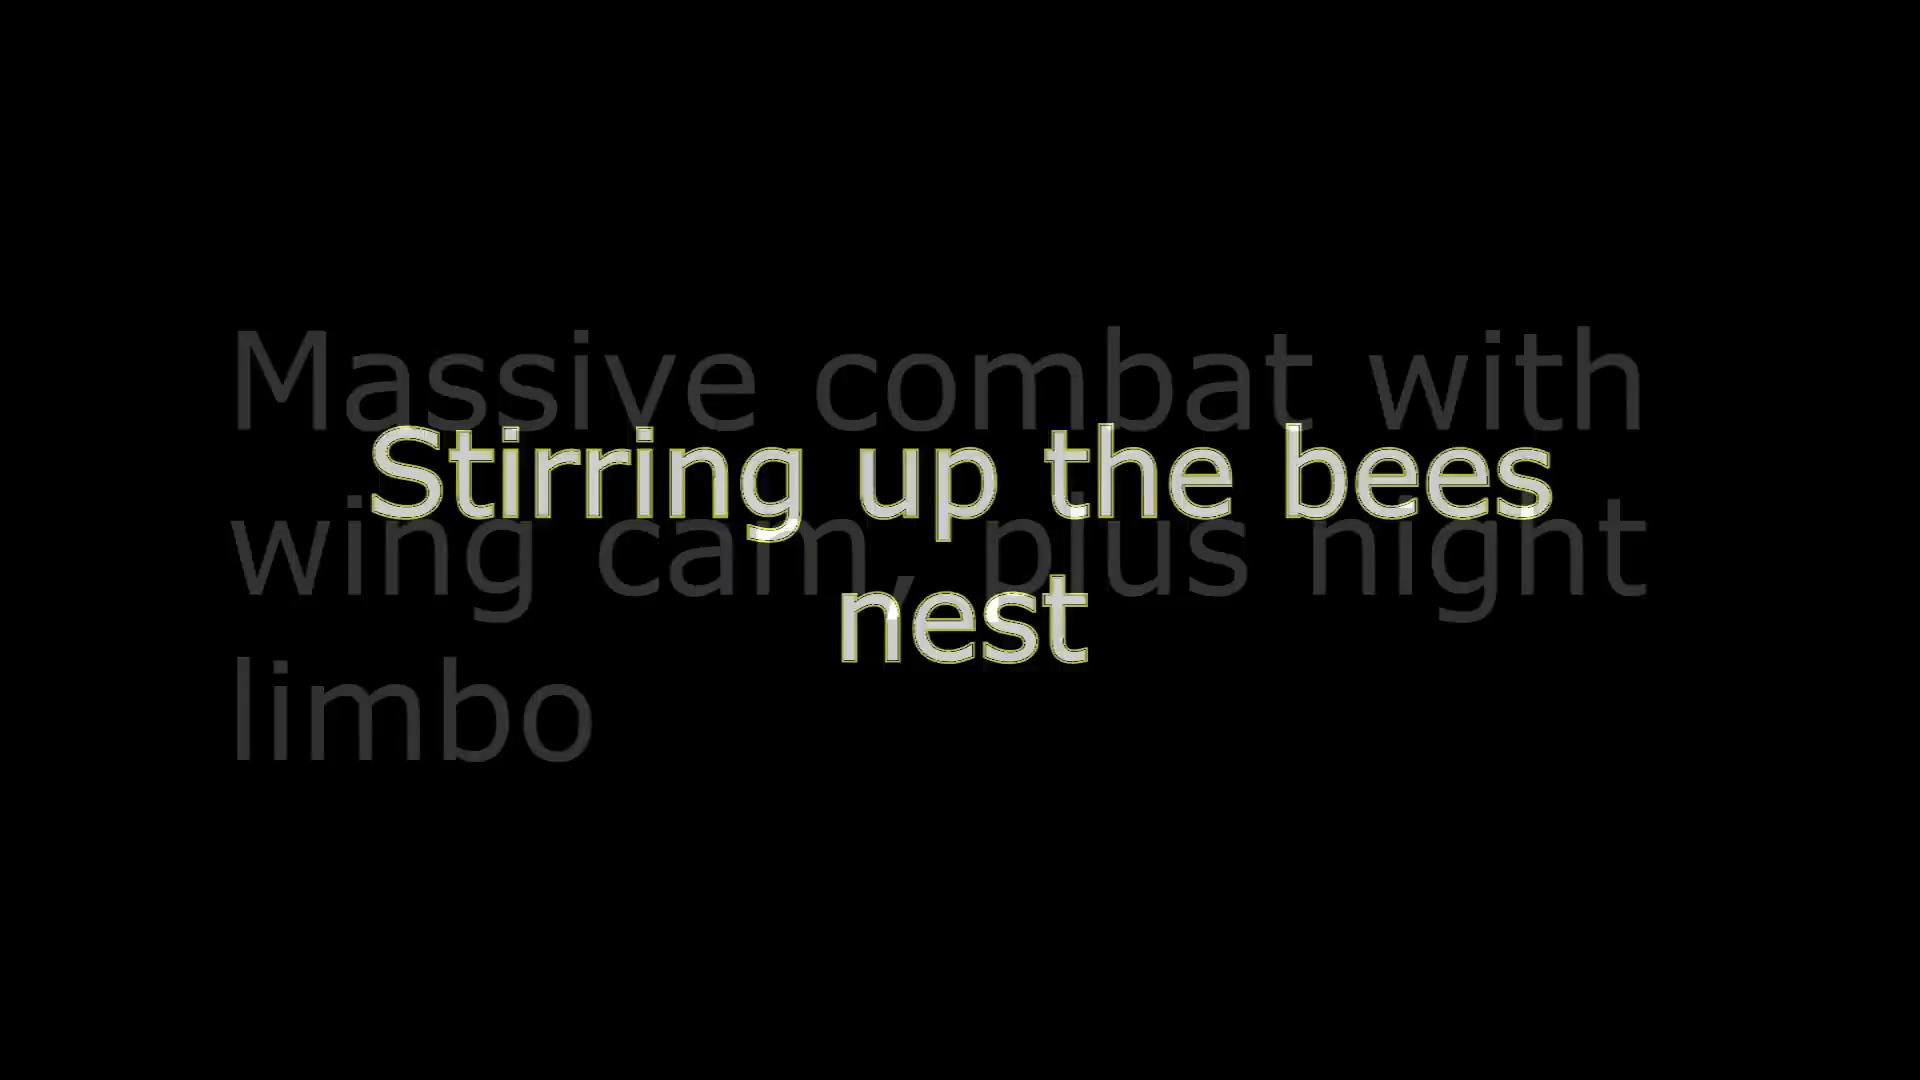 Massive combat with
wing cam, plus night
limbo
Stirring up the bees
nest